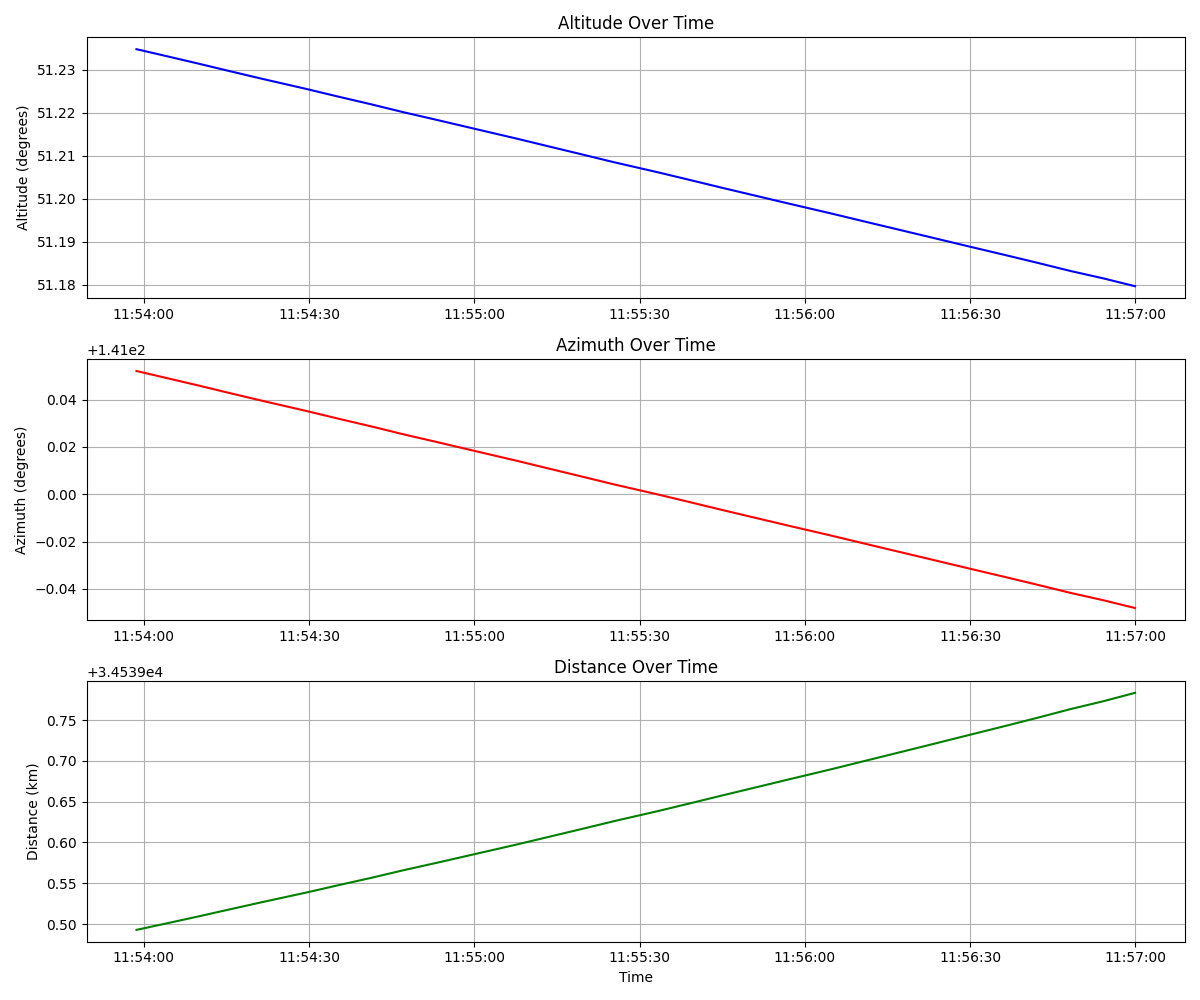 Altitude Over Time
Altitude (degrees)
51.23
51.22
51.21
51.20
51.19
51.18
11:54:00 11:54:30 11:55:00 11:55:30 11:56:00 11:56:30 11:57:00
Azimuth Over Time
+1.41e2
Azimuth (degrees)
0.04
0.02
0.00
−0.02
−0.04
11:54:00 11:54:30 11:55:00 11:55:30 11:56:00 11:56:30 11:57:00
Distance Over Time
+3.4539e4
Distance (km)
0.75
0.70
0.65
0.60
0.55
0.50
11:54:00 11:54:30 11:55:00 11:55:30 11:56:00 11:56:30 11:57:00
Time